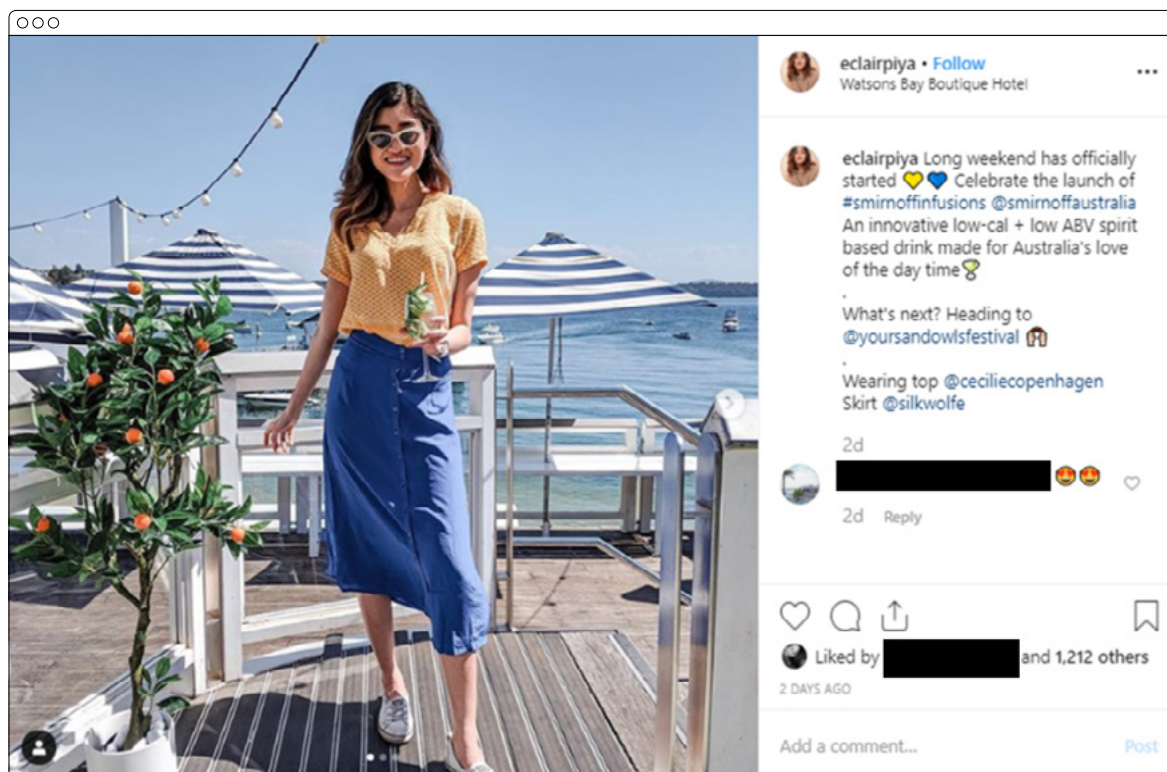 eclairpiya • Follow
Watsons Bay Boutique Hotel
eclairpiya Long weekend has officially
started 💛💙 Celebrate the launch of
#smirnoffinfusions @smirnoffaustralia
An innovative low-cal + low ABV spirit
based drink made for Australia's love
of the day time🏆
.
What's next? Heading to
@yoursandowlsfestival 🙌
.
Wearing top @ceciliecopenhagen
Skirt @silkwolfe
2d
😍😍
2d Reply
Liked by and 1,212 others
2 DAYS AGO
Add a comment... Post